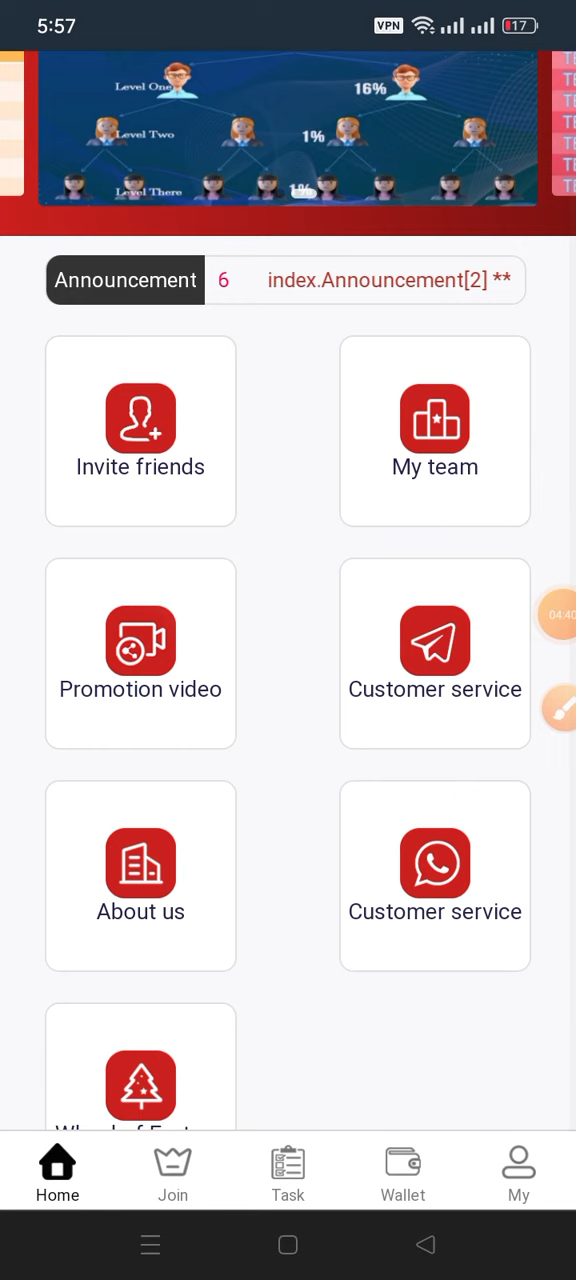 5:57
VPN
17
Level One
16%
Level Two
1%
Level There
1%
Announcement
6
index.Announcement[2] **
Invite friends
My team
04:40
Promotion video
Customer service
About us
Customer service
Home
Join
Task
Wallet
My